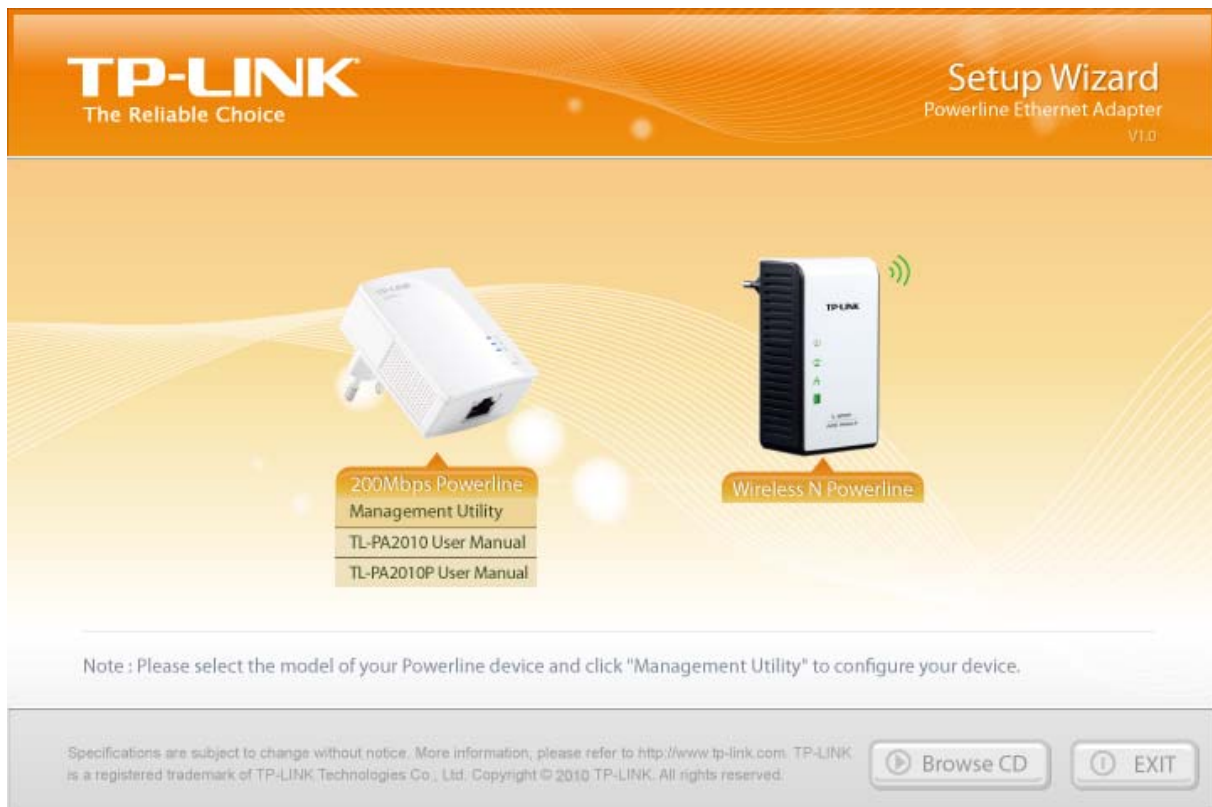 TP-LINK
The Reliable Choice
Setup Wizard
Powerline Ethernet Adapter
V1.0
TP-LINK
TP-LINK
200Mbps Powerline
Management Utility
TL-PA2010 User Manual
TL-PA2010P User Manual
Wireless N Powerline
Note : Please select the model of your Powerline device and click "Management Utility" to configure your device.
Specifications are subject to change without notice. More information, please refer to http://www.tp-link.com. TP-LINK
is a registered trademark of TP-LINK Technologies Co., Ltd. Copyright © 2010 TP-LINK. All rights reserved.
Browse CD
EXIT